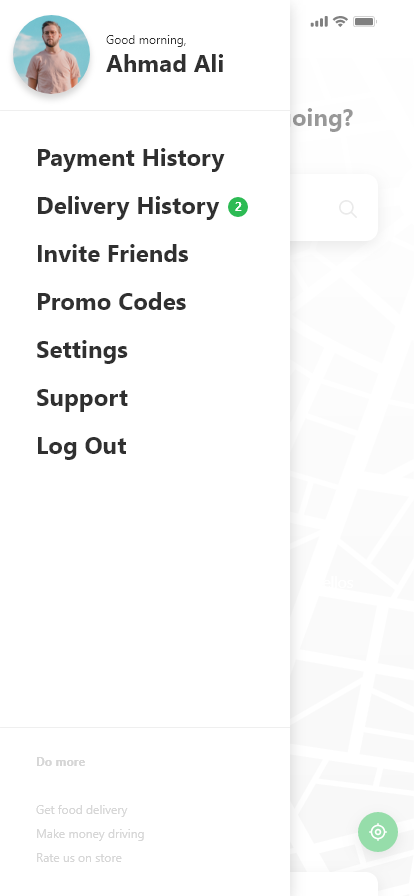 Good morning,
Ahmad Ali
oing?
Payment History
Delivery History 2
Invite Friends
Promo Codes
Settings
Support
Log Out
Do more
Get food delivery
Make money driving
Rate us on store